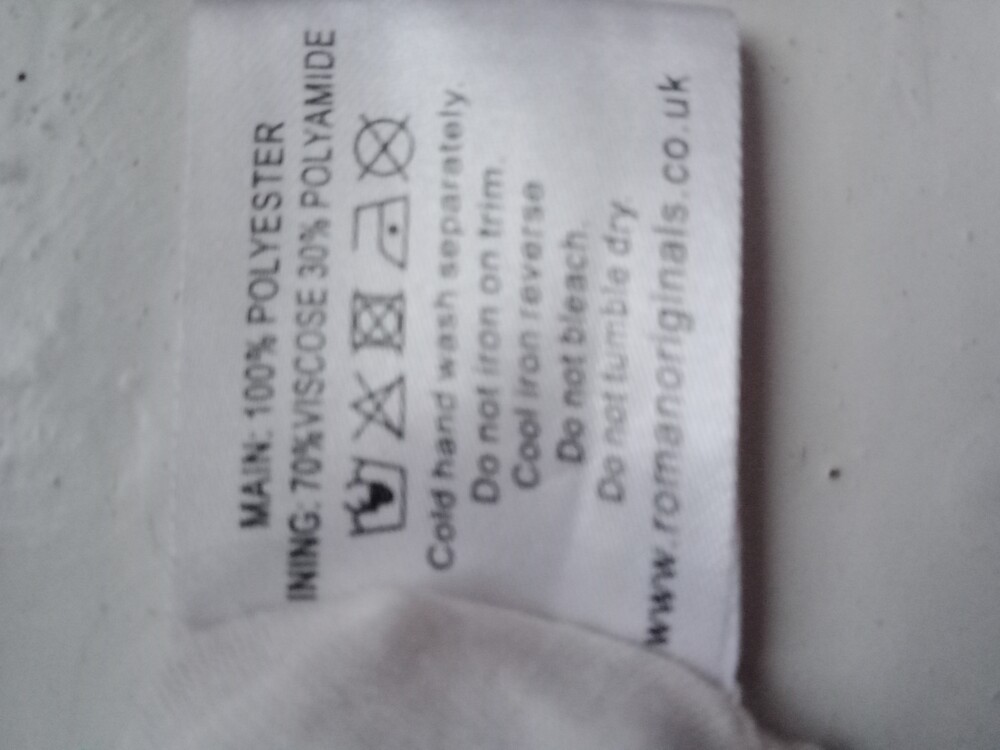 MAIN: 100% POLYESTER
INING: 70%VISCOSE 30% POLYAMIDE
Cold hand wash separately.
Do not iron on trim.
Cool iron reverse
Do not bleach.
Do not tumble dry.
www.romanoriginals.co.uk